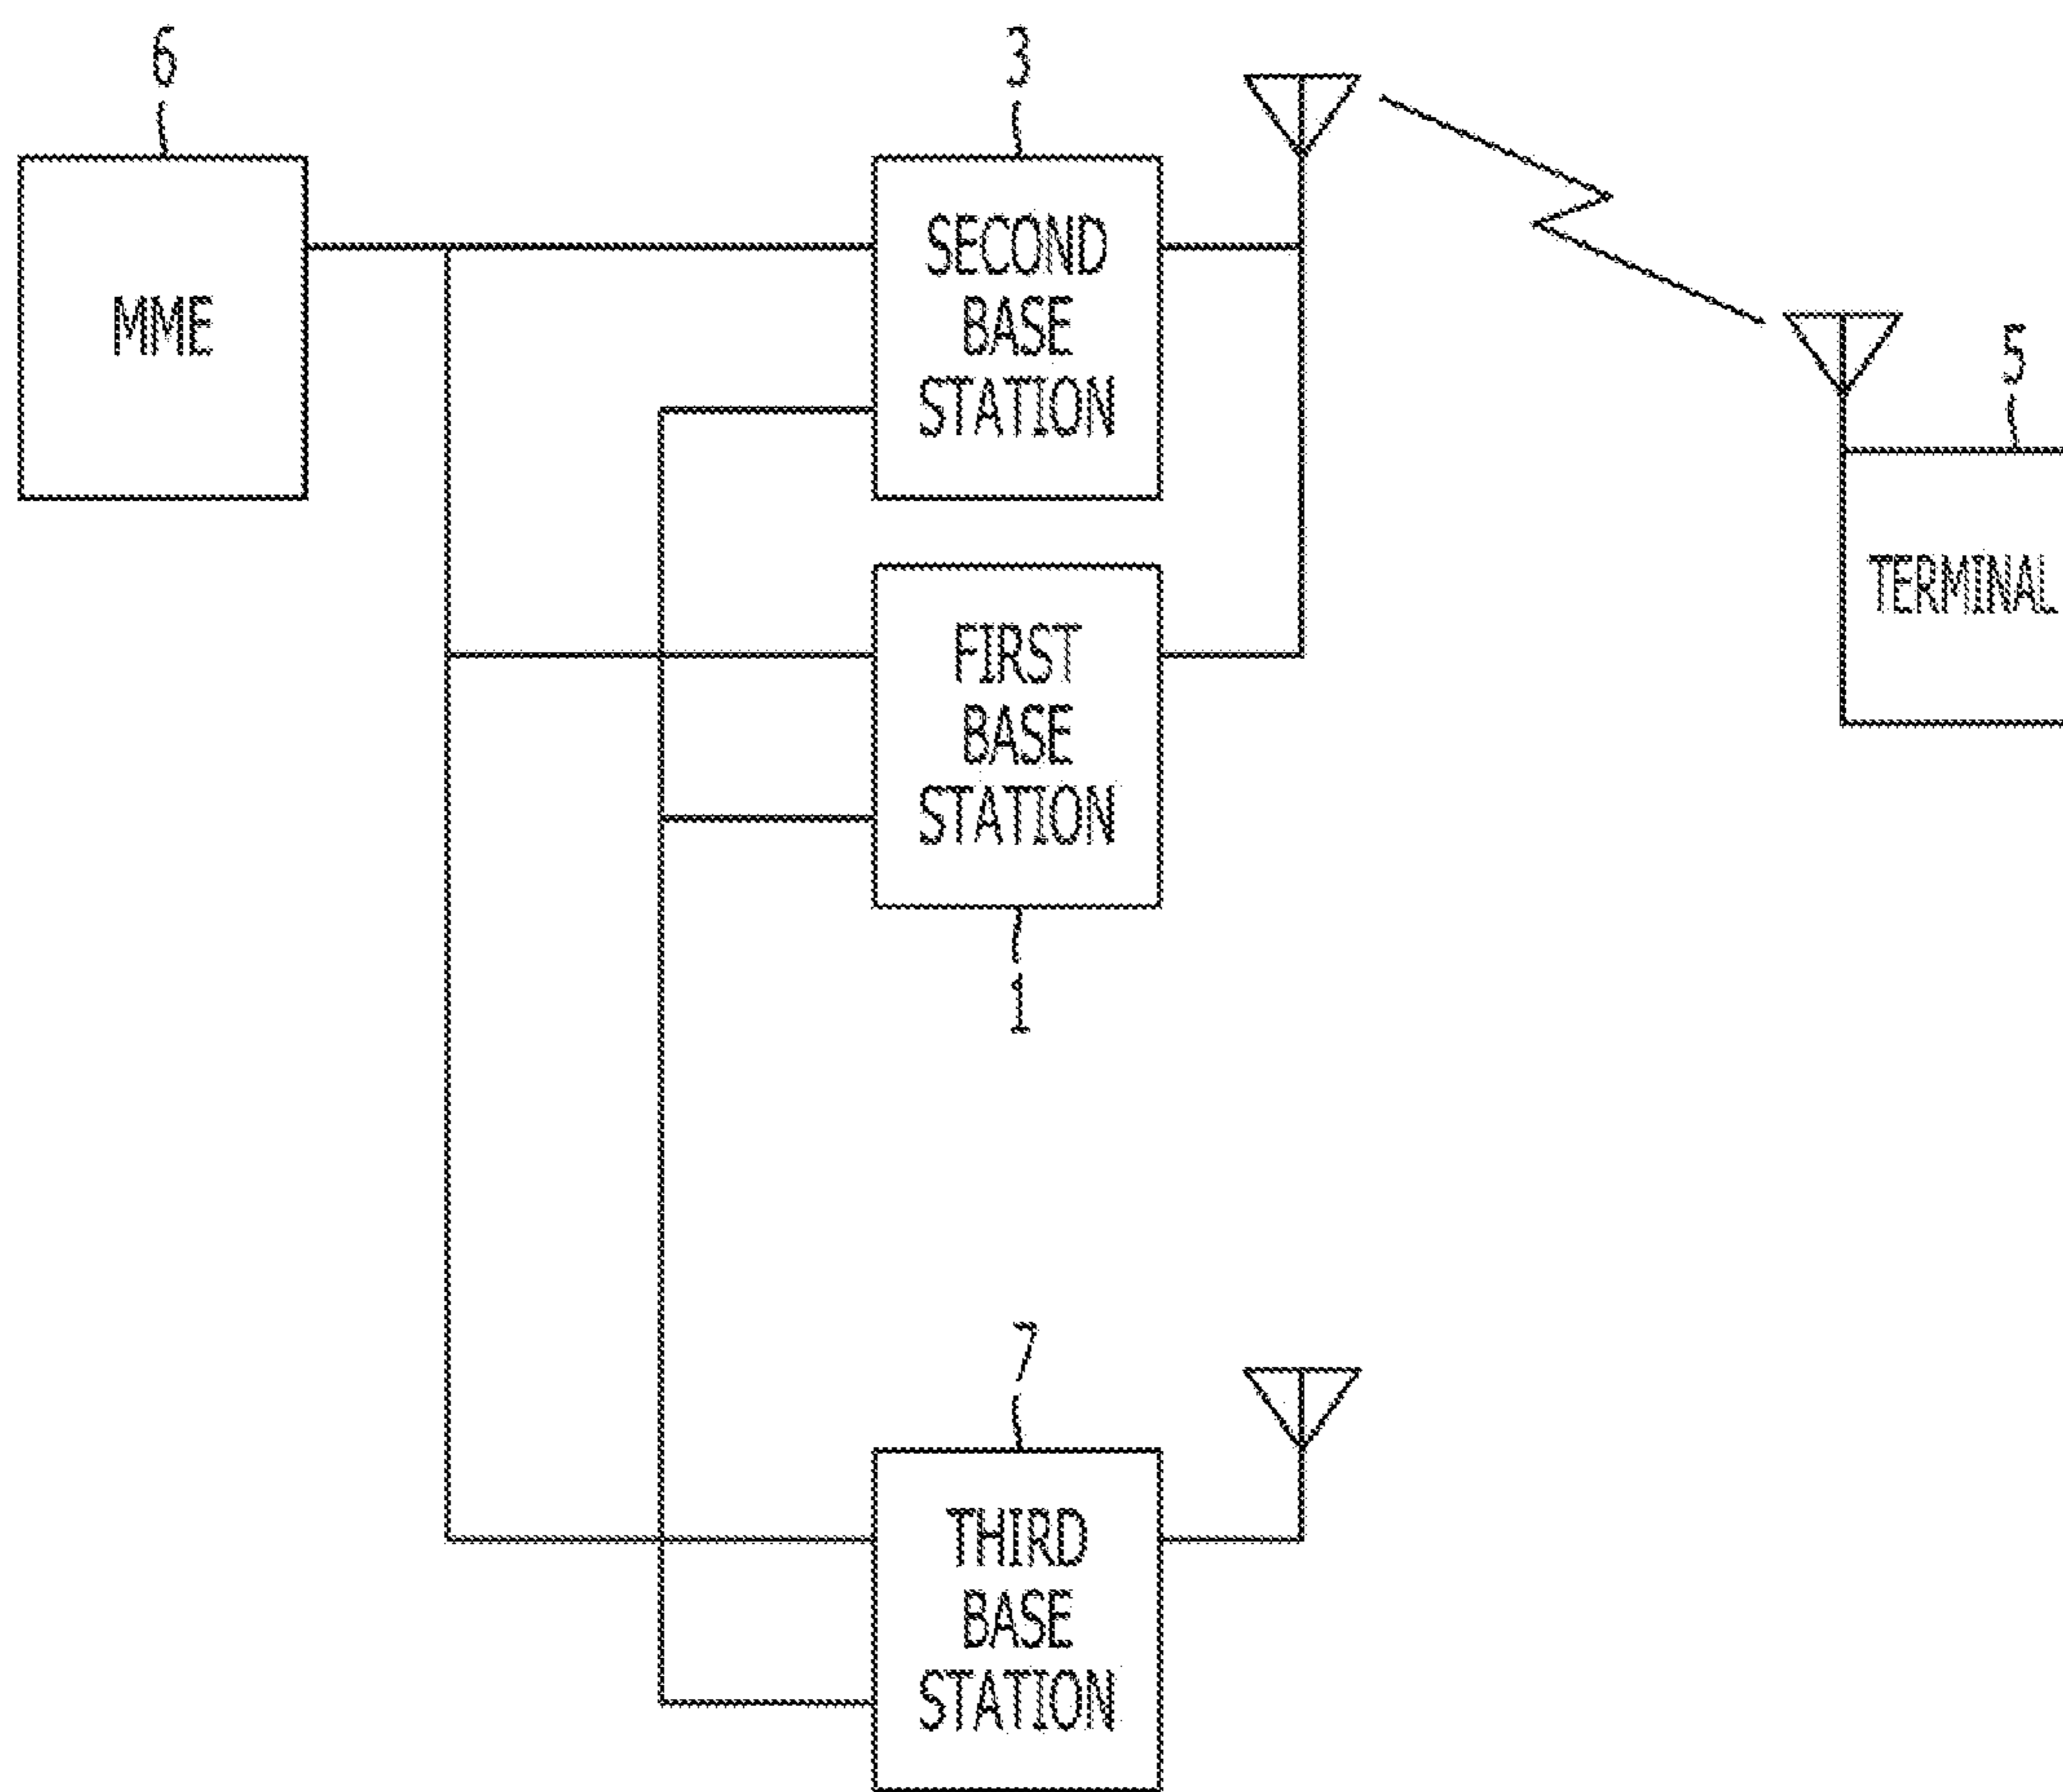 6
3
MME
SECOND
BASE
STATION
5
TERMINAL
FIRST
BASE
STATION
1
7
THIRD
BASE
STATION